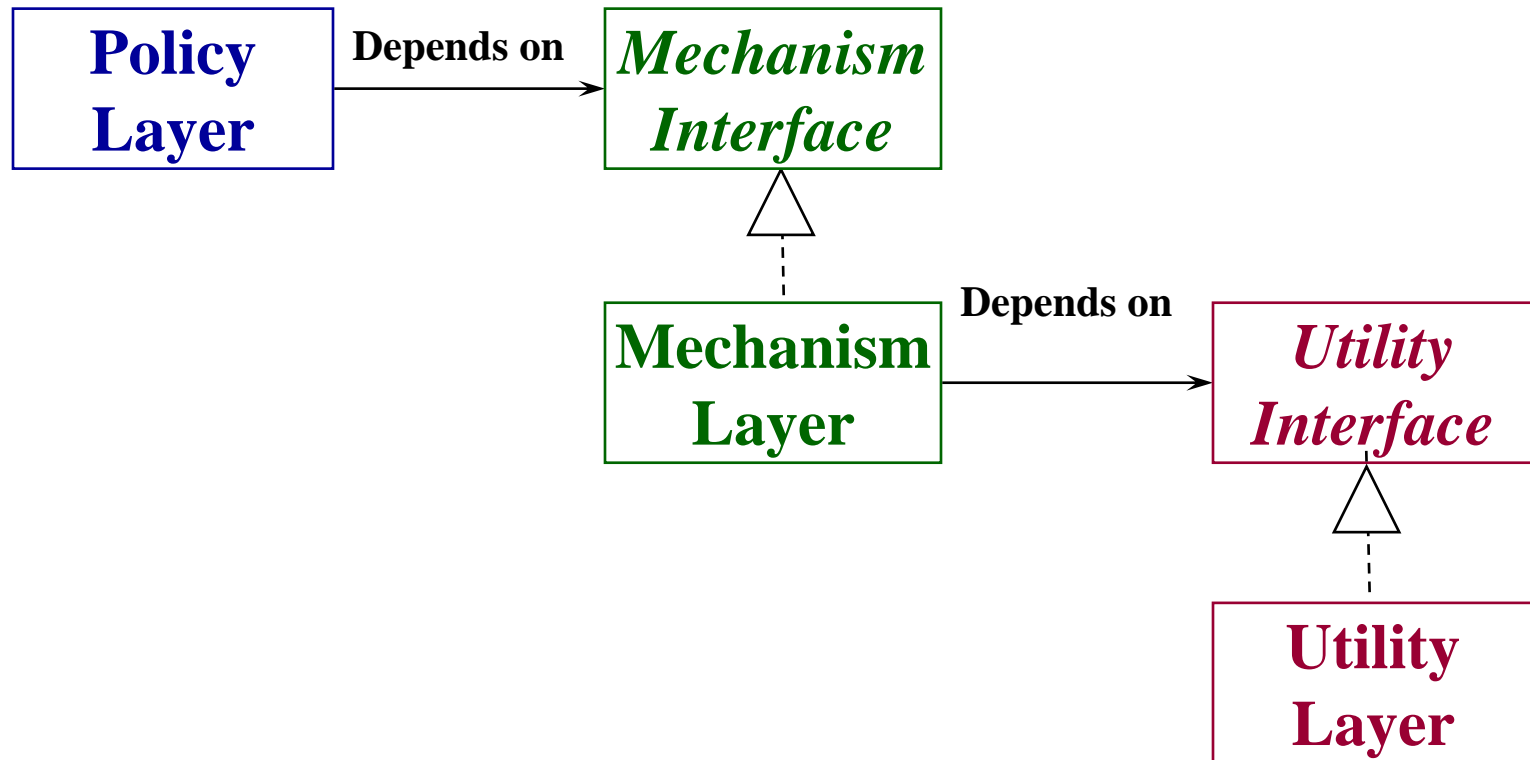 Policy
Layer
Depends on
Mechanism
Interface
Mechanism
Layer
Depends on
Utility
Interface
Utility
Layer